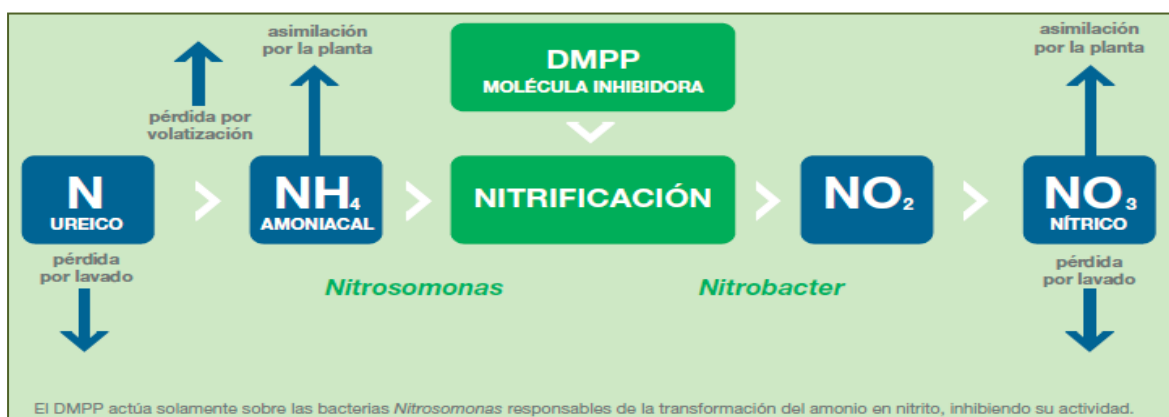 asimilación
por la planta
DMPP
MOLÉCULA INHIBIDORA
asimilación
por la planta
pérdida por
volatización
N
UREICO
NH₄
AMONIACAL
NITRIFICACIÓN
NO₂
NO₃
NÍTRICO
pérdida
por lavado
Nitrosomonas
Nitrobacter
pérdida
por lavado
El DMPP actúa solamente sobre las bacterias Nitrosomonas responsables de la transformación del amonio en nitrito, inhibiendo su actividad.